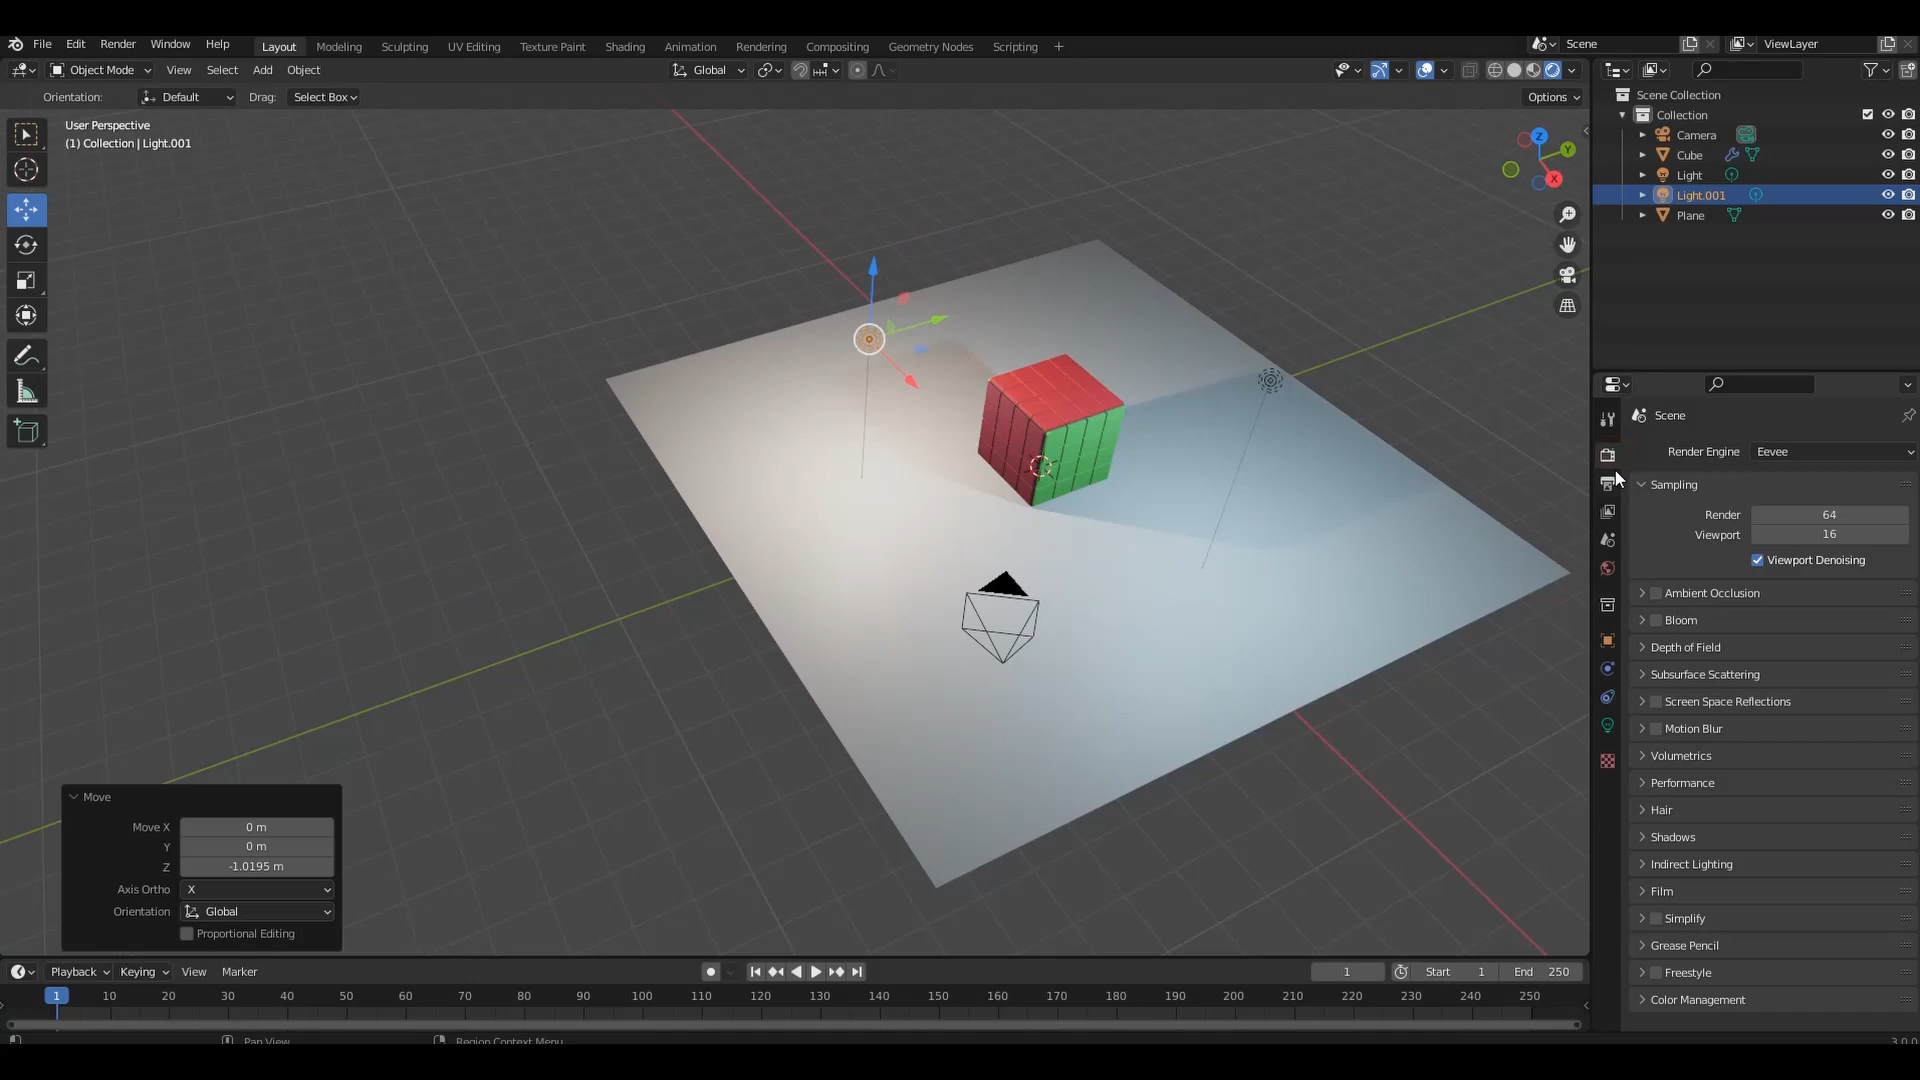 File Edit Render Window Help Layout Modeling Sculpting UV Editing Texture Paint Shading Animation Rendering Compositing Geometry Nodes Scripting + Scene ViewLayer
Object Mode View Select Add Object Global
Orientation: Default Drag: Select Box Options
User Perspective
(1) Collection | Light.001
Z
Y
X
Scene Collection
Collection
Camera
Cube
Light
Light.001
Plane
Scene
Render Engine Eevee
Sampling
Render 64
Viewport 16
Viewport Denoising
Ambient Occlusion
Bloom
Depth of Field
Subsurface Scattering
Screen Space Reflections
Motion Blur
Volumetrics
Performance
Hair
Shadows
Indirect Lighting
Film
Simplify
Grease Pencil
Freestyle
Color Management
Move
Move X 0 m
Y 0 m
Z -1.0195 m
Axis Ortho X
Orientation Global
Proportional Editing
Playback Keying View Marker 1 Start 1 End 250
1 10 20 30 40 50 60 70 80 90 100 110 120 130 140 150 160 170 180 190 200 210 220 230 240 250
Pan View Region Context Menu 3.0.0